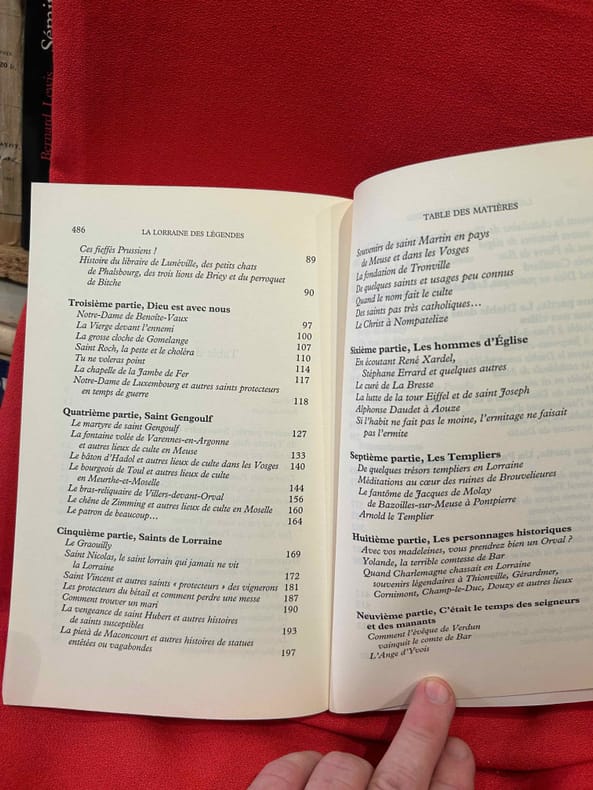 Bernard Lewis
Sémi
20 f.
486
LA LORRAINE DES LÉGENDES
Ces fieffés Prussiens !
89
Histoire du libraire de Lunéville, des petits chats
de Phalsbourg, des trois lions de Briey et du perroquet
de Bitche
90
Troisième partie, Dieu est avec nous
Notre-Dame de Benoîte-Vaux
97
La Vierge devant l'ennemi
100
La grosse cloche de Gomelange
107
Saint Roch, la peste et le choléra
110
Tu ne voleras point
114
La chapelle de la Jambe de Fer
117
Notre-Dame de Luxembourg et autres saints protecteurs
en temps de guerre
118
Quatrième partie, Saint Gengoulf
Le martyre de saint Gengoulf
127
La fontaine volée de Varennes-en-Argonne
et autres lieux de culte en Meuse
133
Le bâton d'Hadol et autres lieux de culte dans les Vosges
140
Le bourgeois de Toul et autres lieux de culte
en Meurthe-et-Moselle
144
Le bras-reliquaire de Villers-devant-Orval
156
Le chêne de Zimming et autres lieux de culte en Moselle
160
Le patron de beaucoup...
164
Cinquième partie, Saints de Lorraine
Le Graouilly
169
Saint Nicolas, le saint lorrain qui jamais ne vit
la Lorraine
172
Saint Vincent et autres saints « protecteurs » des vignerons
181
Les protecteurs du bétail et comment perdre une messe
187
Comment trouver un mari
190
La vengeance de saint Hubert et autres histoires
de saints susceptibles
193
La pietà de Maconcourt et autres histoires de statues
entêtées ou vagabondes
197
TABLE DES MATIÈRES
Souvenirs de saint Martin en pays
de Meuse et dans les Vosges
La fondation de Tronville
De quelques saints et usages peu connus
Quand le nom fait le culte
Des saints pas très catholiques...
Le Christ à Nompatelize
Sixième partie, Les hommes d'Église
En écoutant René Xardel,
Stéphane Errard et quelques autres
Le curé de La Bresse
La lutte de la tour Eiffel et de saint Joseph
Alphonse Daudet à Aouze
Si l'habit ne fait pas le moine, l'ermitage ne faisait
pas l'ermite
Septième partie, Les Templiers
De quelques trésors templiers en Lorraine
Méditations au cœur des ruines de Brouvelieures
Le fantôme de Jacques de Molay
de Bazoilles-sur-Meuse à Pontpierre
Arnold le Templier
Huitième partie, Les personnages historiques
Avec vos madeleines, vous prendrez bien un Orval ?
Yolande, la terrible comtesse de Bar
Quand Charlemagne chassait en Lorraine
souvenirs légendaires à Thionville, Gérardmer,
Cornimont, Champ-le-Duc, Douzy et autres lieux
Neuvième partie, C'était le temps des seigneurs
et des manants
Comment l'évêque de Verdun
vainquit le comte de Bar
L'Ange d'Yvois